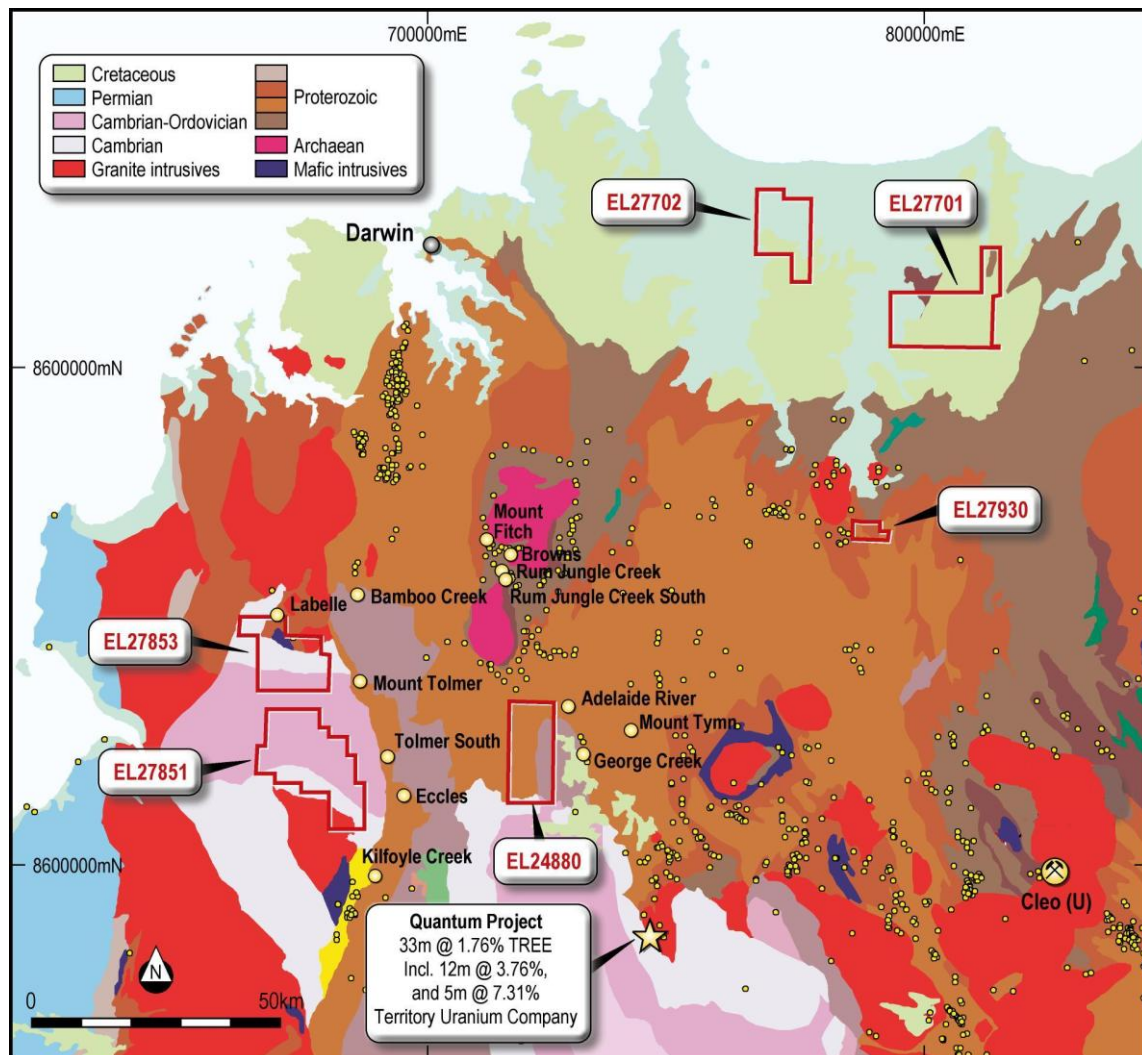 700000mE
800000mE
Cretaceous
Permian
Cambrian-Ordovician
Cambrian
Granite intrusives
Proterozoic
Archaean
Mafic intrusives
EL27702
EL27701
Darwin
8600000mN
EL27930
Mount
Fitch
Browns
Rum Jungle Creek
Rum Jungle Creek South
Bamboo Creek
Labelle
EL27853
Mount Tolmer
Adelaide River
Mount Tymn
George Creek
Tolmer South
EL27851
Eccles
EL24880
8600000mN
Kilfoyle Creek
Cleo (U)
Quantum Project
33m @ 1.76% TREE
Incl. 12m @ 3.76%,
and 5m @ 7.31%
Territory Uranium Company
N
0
50km